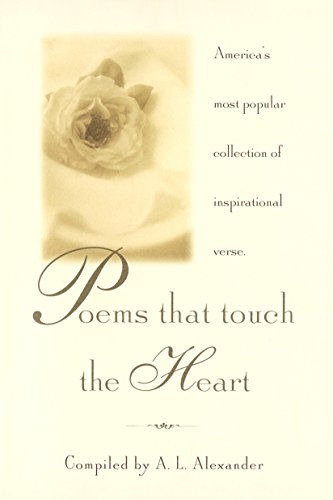 America's
most popular
collection of
inspirational
verse.
Poems that touch
the Heart
Compiled by A. L. Alexander